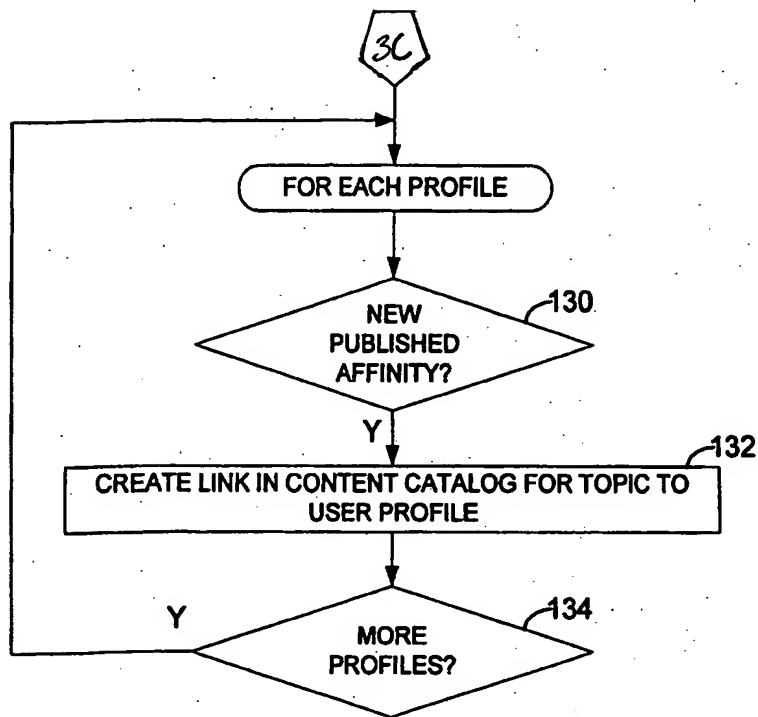 3C
FOR EACH PROFILE
130
NEW
PUBLISHED
AFFINITY?
Y
132
CREATE LINK IN CONTENT CATALOG FOR TOPIC TO
USER PROFILE
Y
134
MORE
PROFILES?